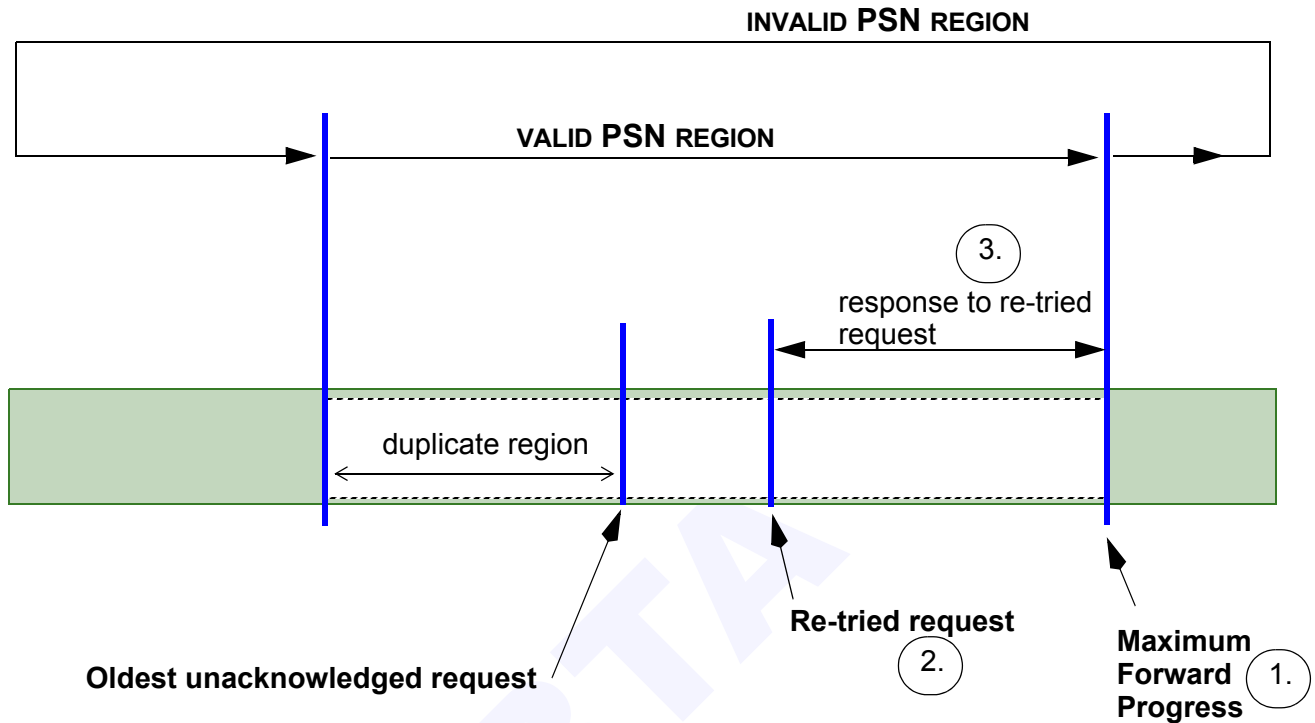 INVALID PSN REGION
VALID PSN REGION
3.
response to re-tried
request
duplicate region
Re-tried request
2.
Oldest unacknowledged request
Maximum
Forward
Progress
1.